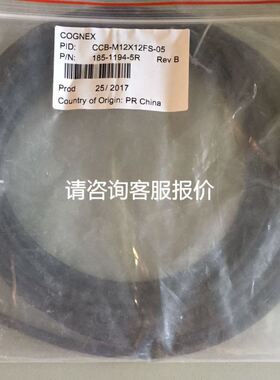 COGNEX
PID: CCB-M12X12FS-05
P/N: 185-1194-5R Rev B
Prod 25/2017
Country of Origin: PR China
请咨询客服报价